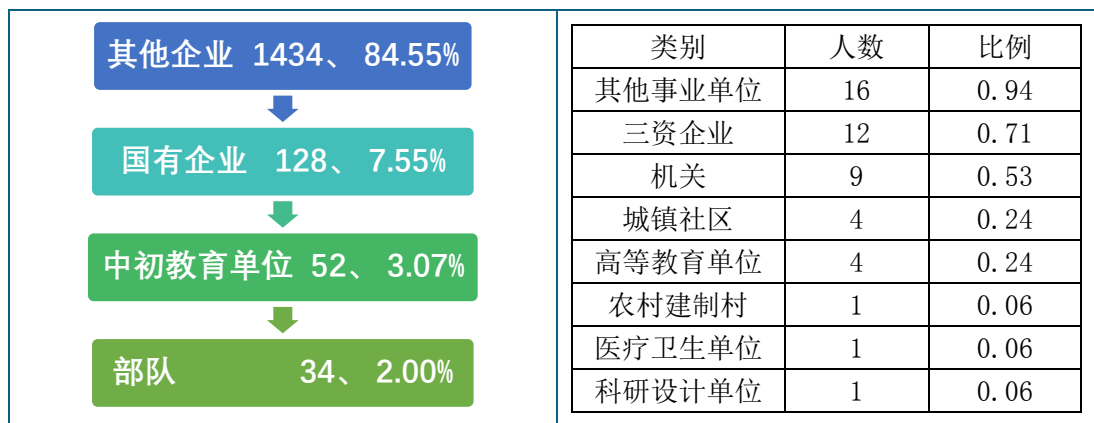 其他企业 1434、 84.55%
国有企业 128、 7.55%
中初教育单位 52、 3.07%
部队 34、 2.00%
类别 人数 比例
其他事业单位 16 0.94
三资企业 12 0.71
机关 9 0.53
城镇社区 4 0.24
高等教育单位 4 0.24
农村建制村 1 0.06
医疗卫生单位 1 0.06
科研设计单位 1 0.06